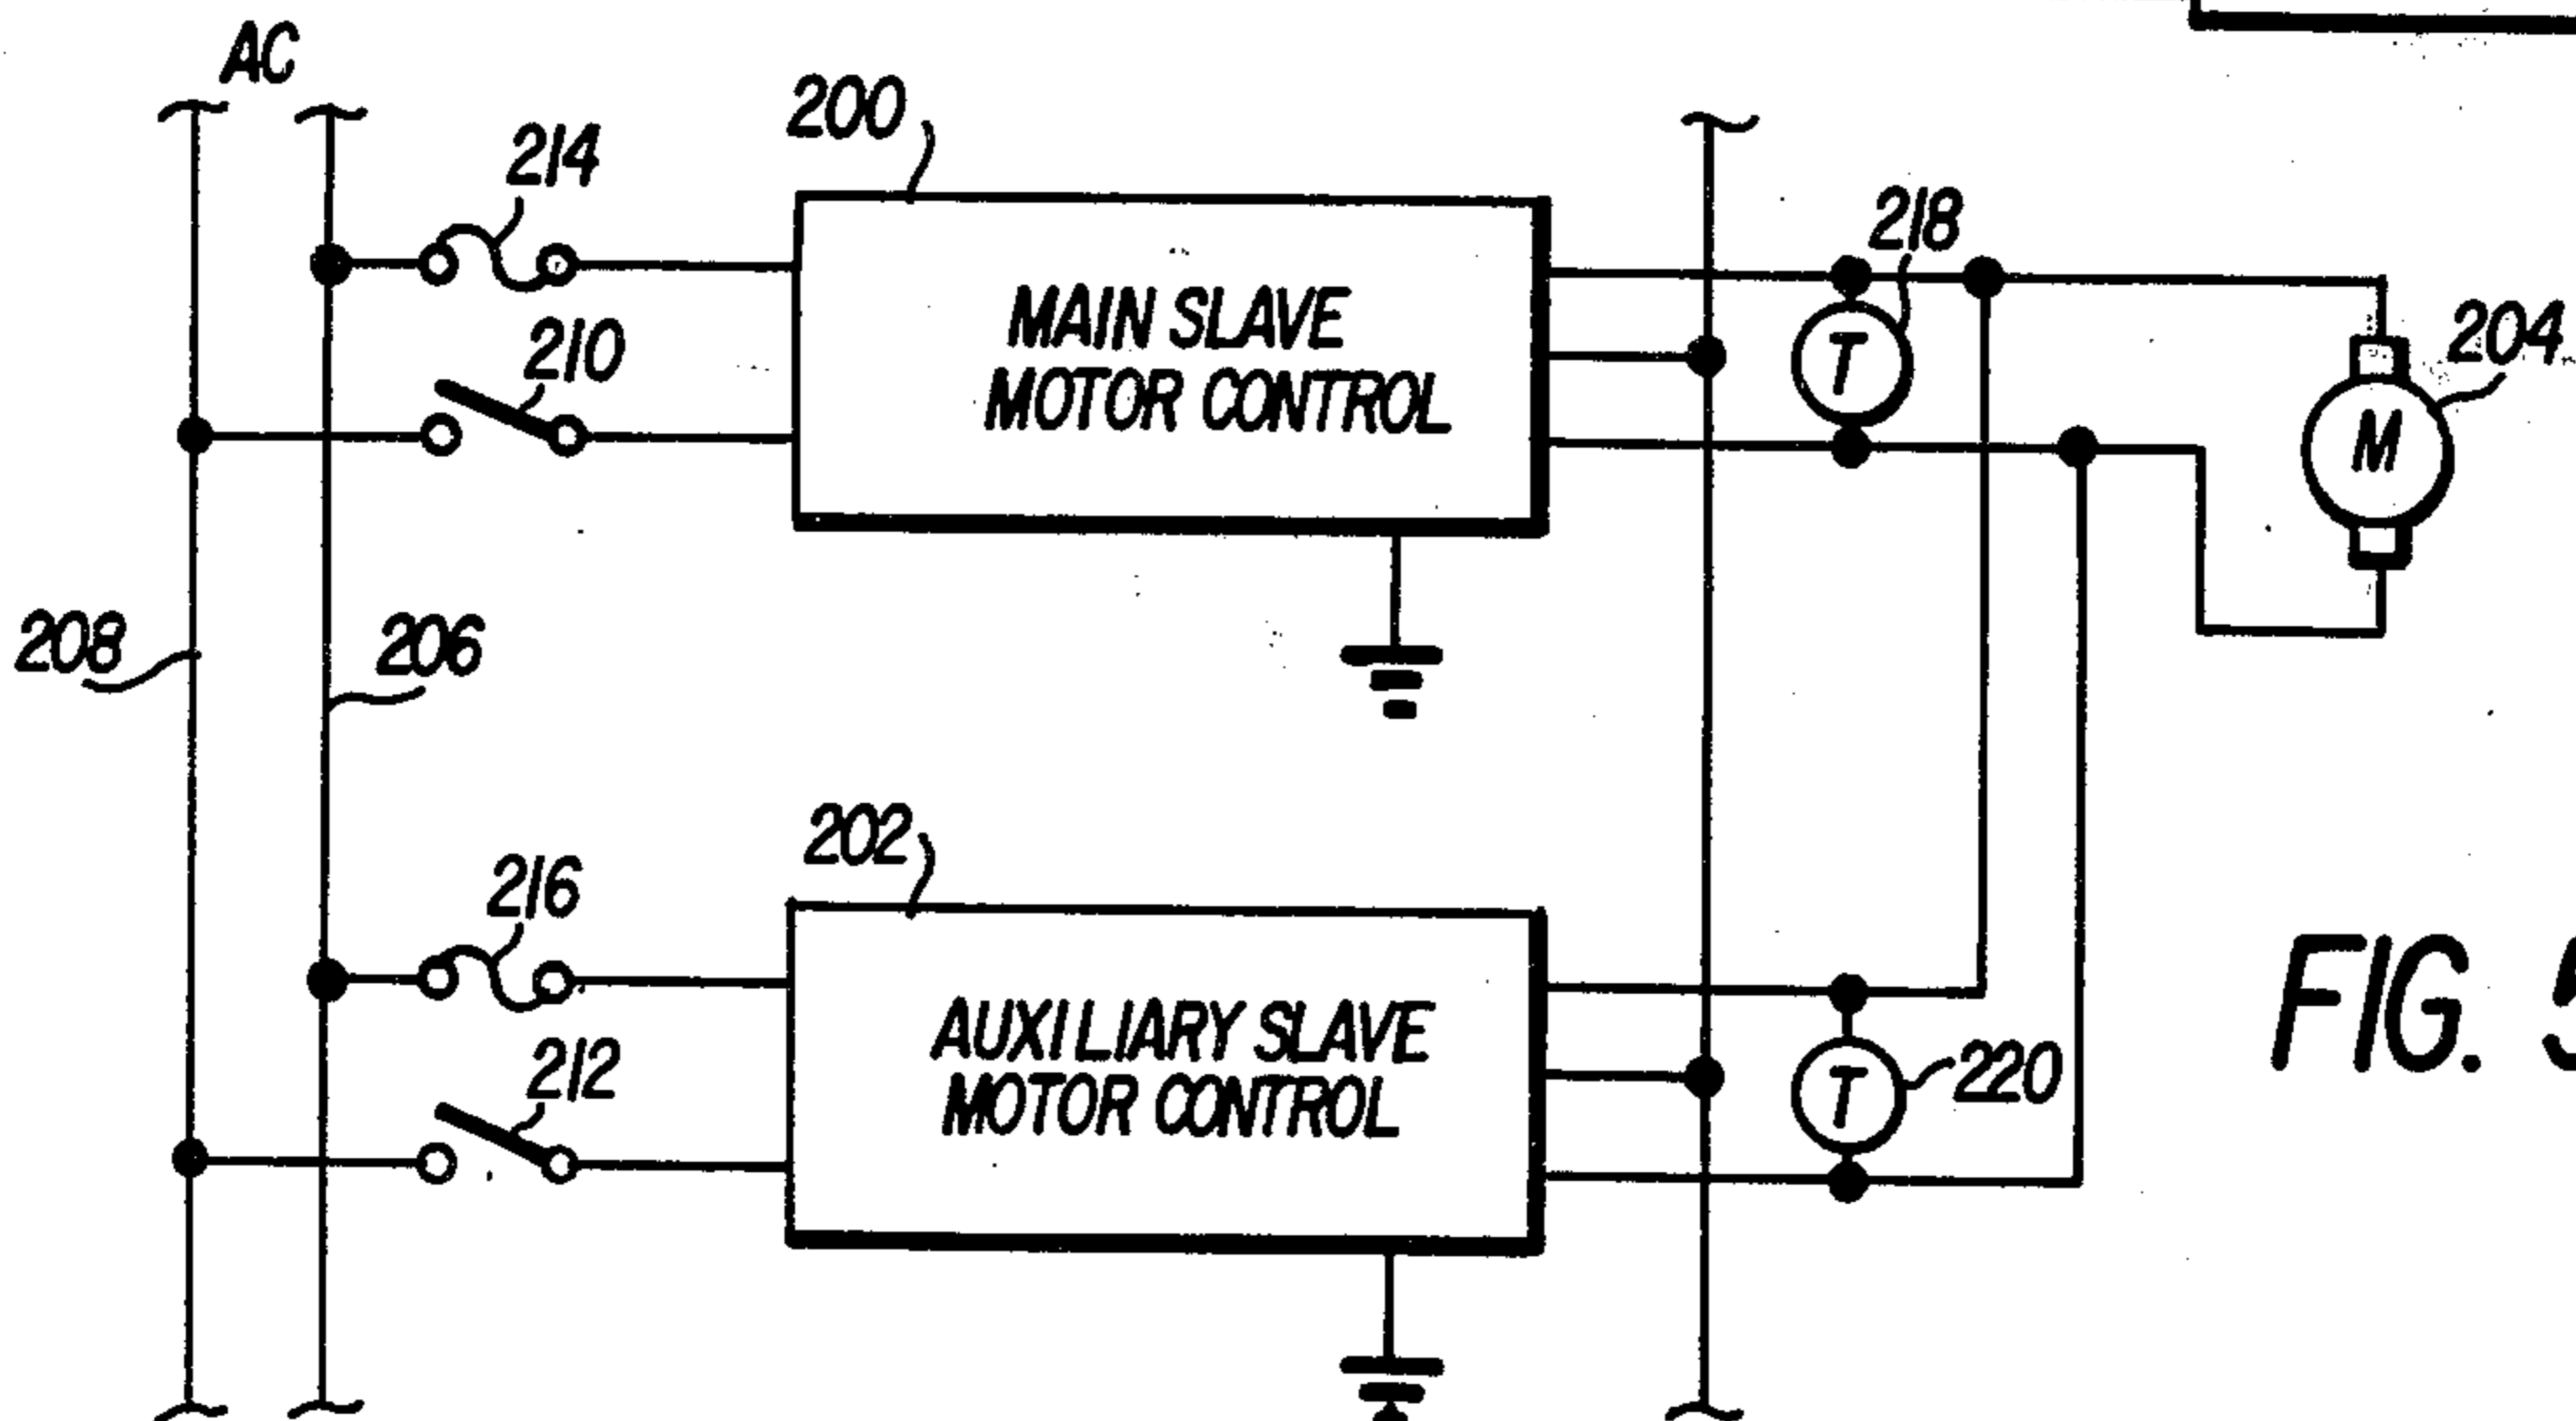 AC
200
214
218
210
MAIN SLAVE
MOTOR CONTROL
T
204
M
208
206
202
216
AUXILIARY SLAVE
MOTOR CONTROL
212
T
220
FIG. 5